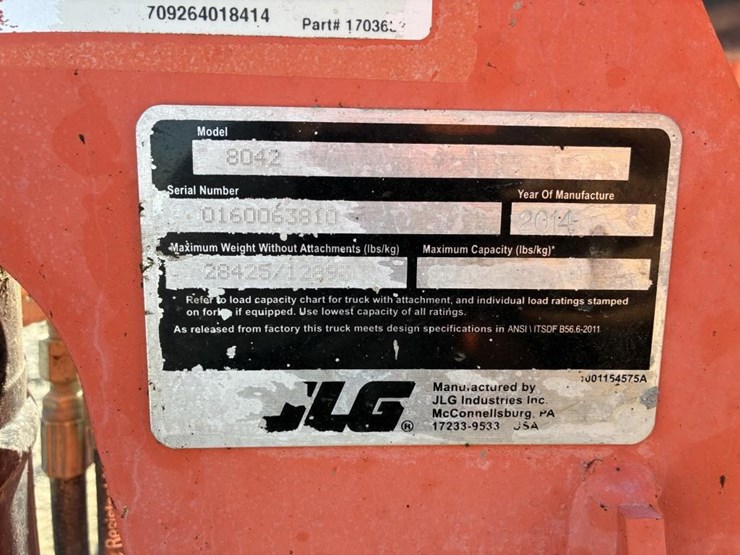 709264018414 Part#
Model
8042
Serial Number Year Of Manufacture
0160063810 2014
Maximum Weight Without Attachments (lbs/kg) Maximum Capacity (lbs/kg)*
28425/
Refer to load capacity chart for truck with attachment, and individual load ratings stamped
on forks if equipped. Use lowest capacity of all ratings.
As released from factory this truck meets design specifications in ANSI \ ITSDF B56.6-2011
1001154575A
JLG ®
Manufactured by
JLG Industries Inc.
McConnellsburg, PA
17233-9533 USA